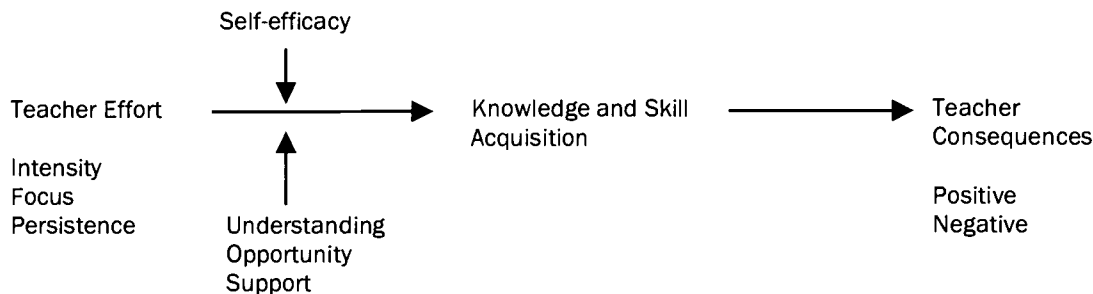 Self-efficacy
Teacher Effort
Knowledge and Skill
Acquisition
Teacher
Consequences
Intensity
Focus
Persistence
Understanding
Opportunity
Support
Positive
Negative